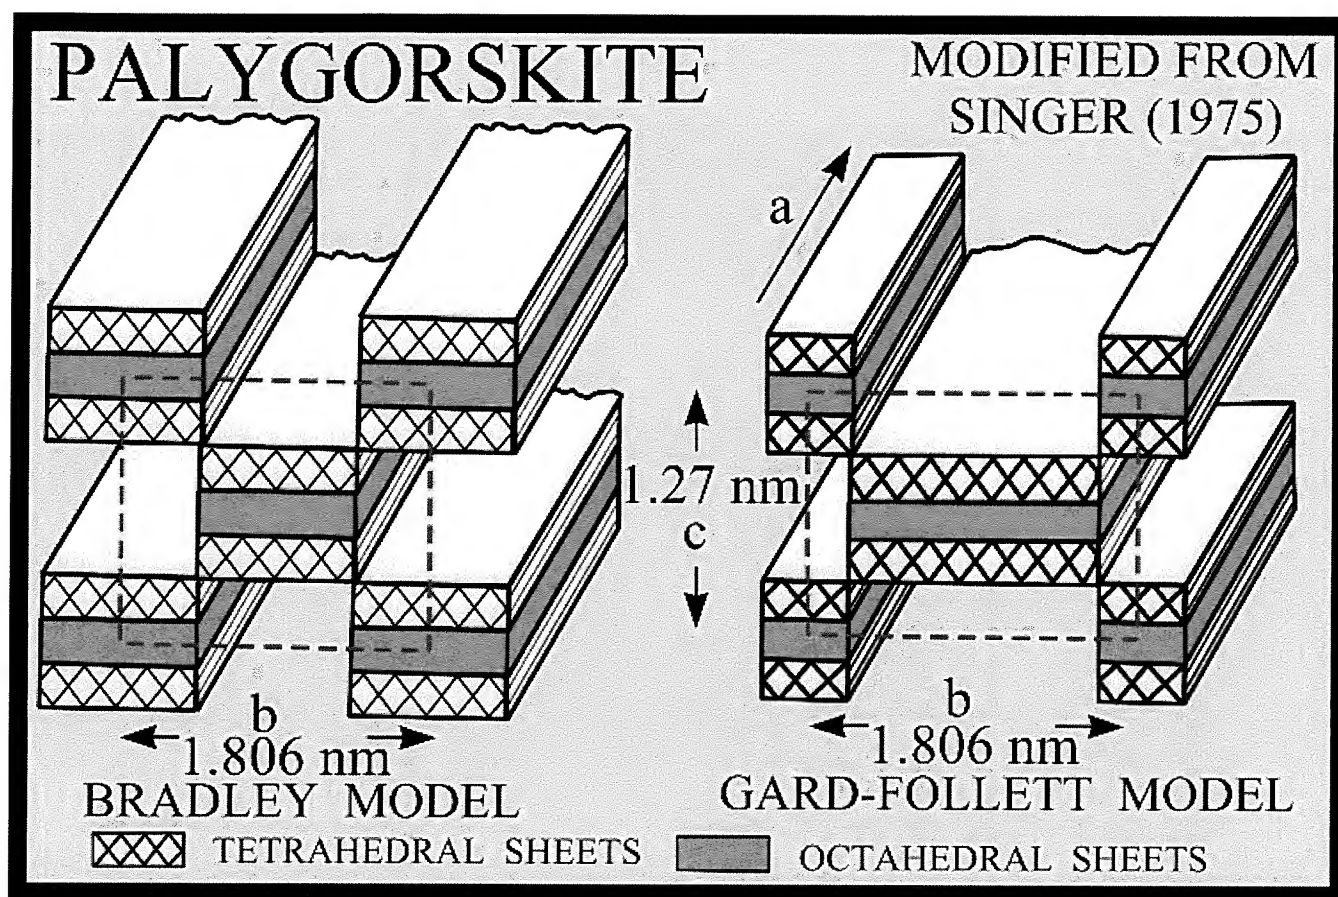 PALYGORSKITE
MODIFIED FROM
SINGER (1975)
a
1.27 nm
c
b
1.806 nm
b
1.806 nm
BRADLEY MODEL
GARD-FOLLETT MODEL
TETRAHEDRAL SHEETS
OCTAHEDRAL SHEETS